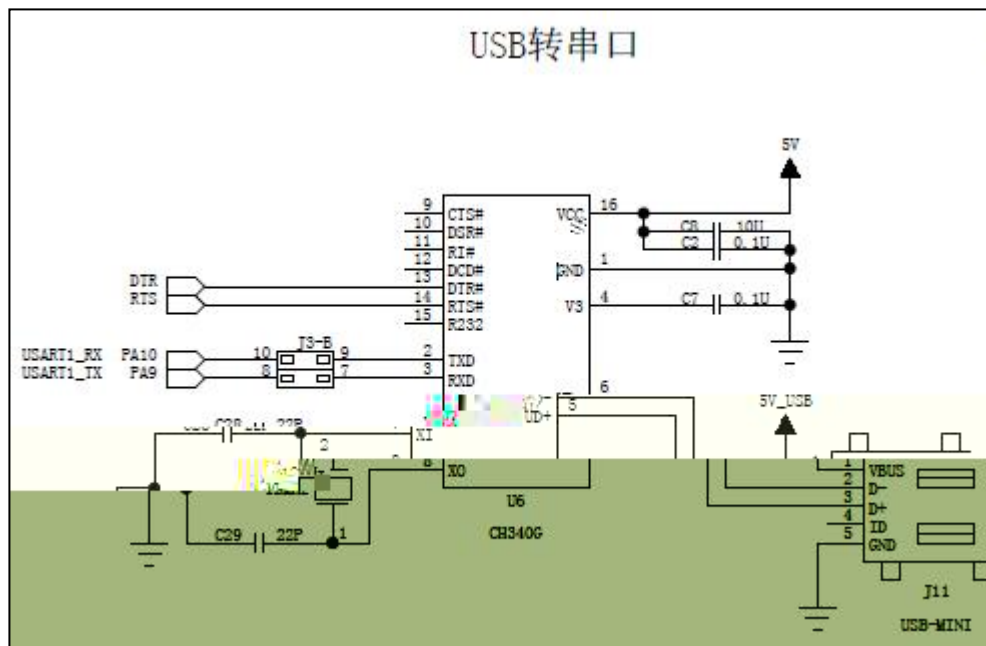 USB转串口
5V
9 CTS#
10 DSR#
11 RI#
12 DCD#
13 DTR#
14 RTS#
15 R232
2 TXD
3 RXD
XI
8 XO
VCC 16
GND 1
V3 4
6
UD+ 5
C8 10U
C2 0.1U
C7 0.1U
DTR
RTS
J3-B
USART1_RX PA10 10 9
USART1_TX PA9 8 7
C28 22P
2
C29 22P 1
U6
CH340G
5V_USB
1 VBUS
2 D-
3 D+
4 ID
5 GND
J11
USB-MINI